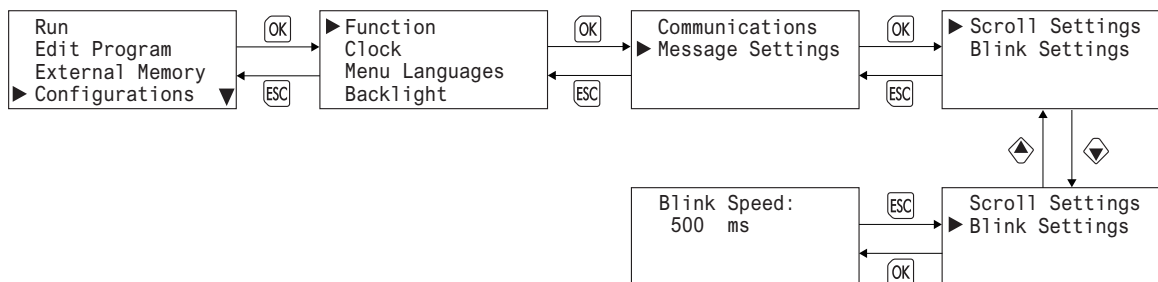 Run
Edit Program
External Memory
Configurations
OK
ESC
Function
Clock
Menu Languages
Backlight
OK
ESC
Communications
Message Settings
OK
ESC
Scroll Settings
Blink Settings
Blink Speed:
500 ms
ESC
OK
Scroll Settings
Blink Settings